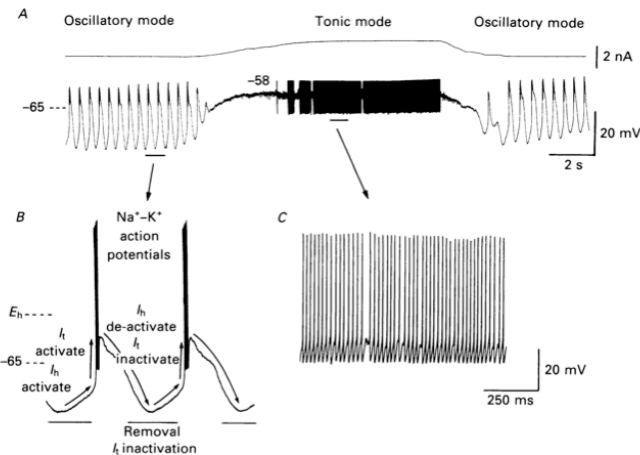 A
Oscillatory mode Tonic mode Oscillatory mode
2 nA
-58
-65
20 mV
2 s
B
Na⁺–K⁺
action
potentials
C
Eh
Ih
de-activate
It
activate
It
inactivate
-65
Ih
activate
20 mV
250 ms
Removal
It inactivation